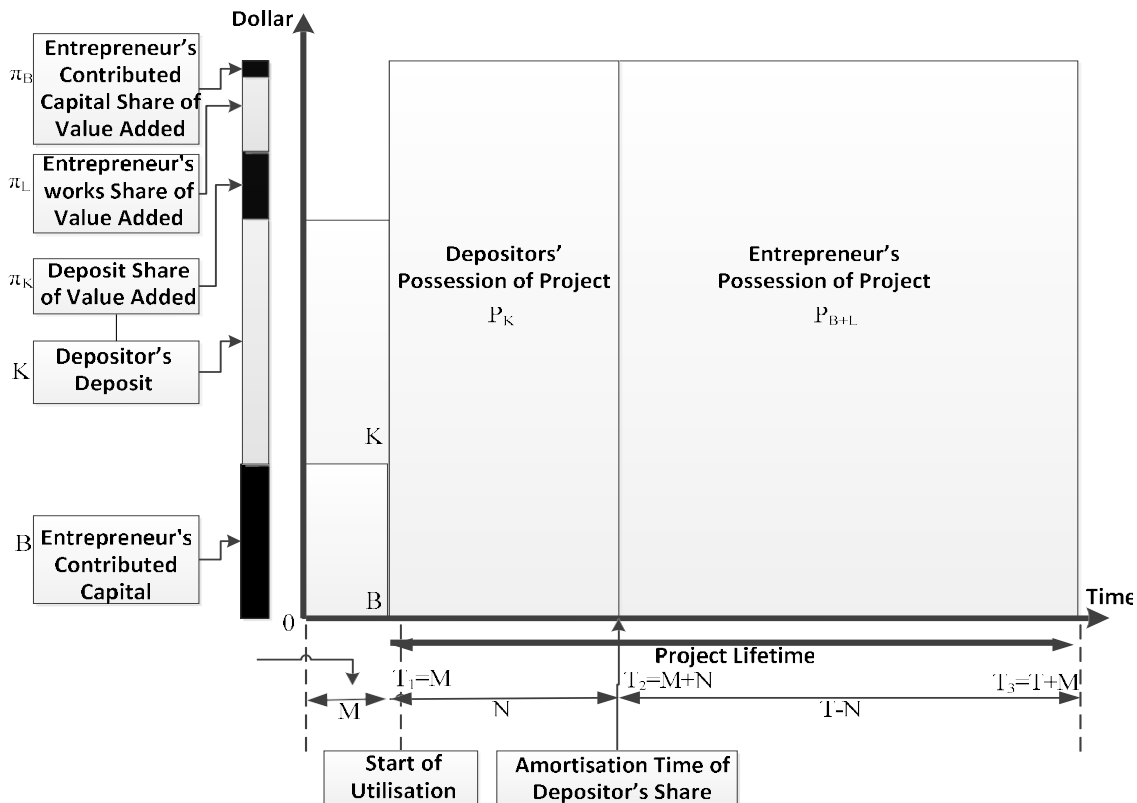 Dollar
π_B
Entrepreneur’s
Contributed
Capital Share of
Value Added
π_L
Entrepreneur's
works Share of
Value Added
π_K
Deposit Share
of Value Added
K
Depositor’s
Deposit
B
Entrepreneur's
Contributed
Capital
Depositors’
Possession of Project
P_K
Entrepreneur’s
Possession of Project
P_B+L
K
B
0
Time
Project Lifetime
T_1=M
T_2=M+N
T_3=T+M
M
N
T-N
Start of
Utilisation
Amortisation Time of
Depositor’s Share